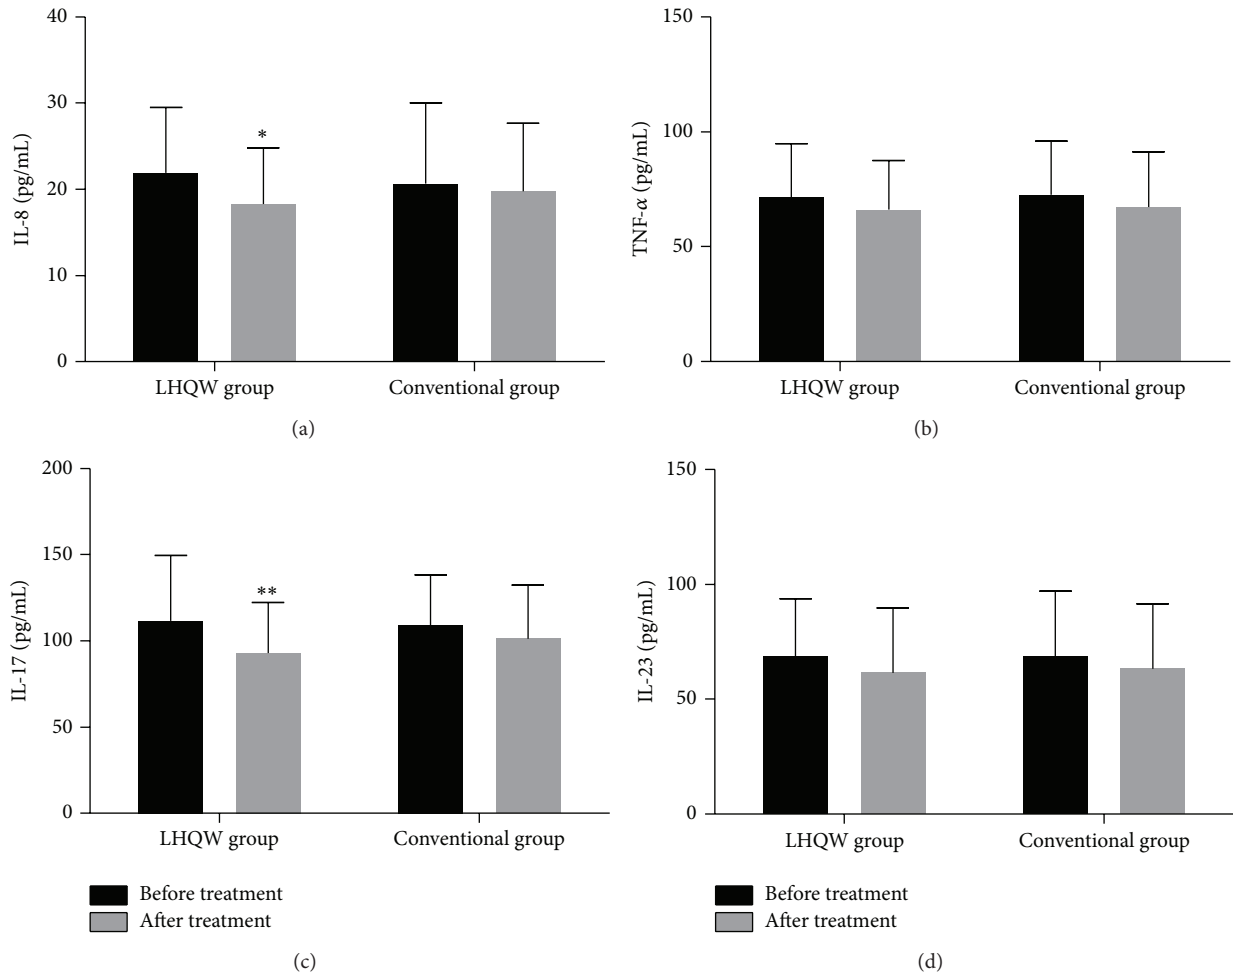 40
30
20
10
0
IL-8 (pg/mL)
*
LHQW group
Conventional group
(a)
150
100
50
0
TNF-α (pg/mL)
LHQW group
Conventional group
(b)
200
150
100
50
0
IL-17 (pg/mL)
**
LHQW group
Conventional group
Before treatment
After treatment
(c)
150
100
50
0
IL-23 (pg/mL)
LHQW group
Conventional group
Before treatment
After treatment
(d)